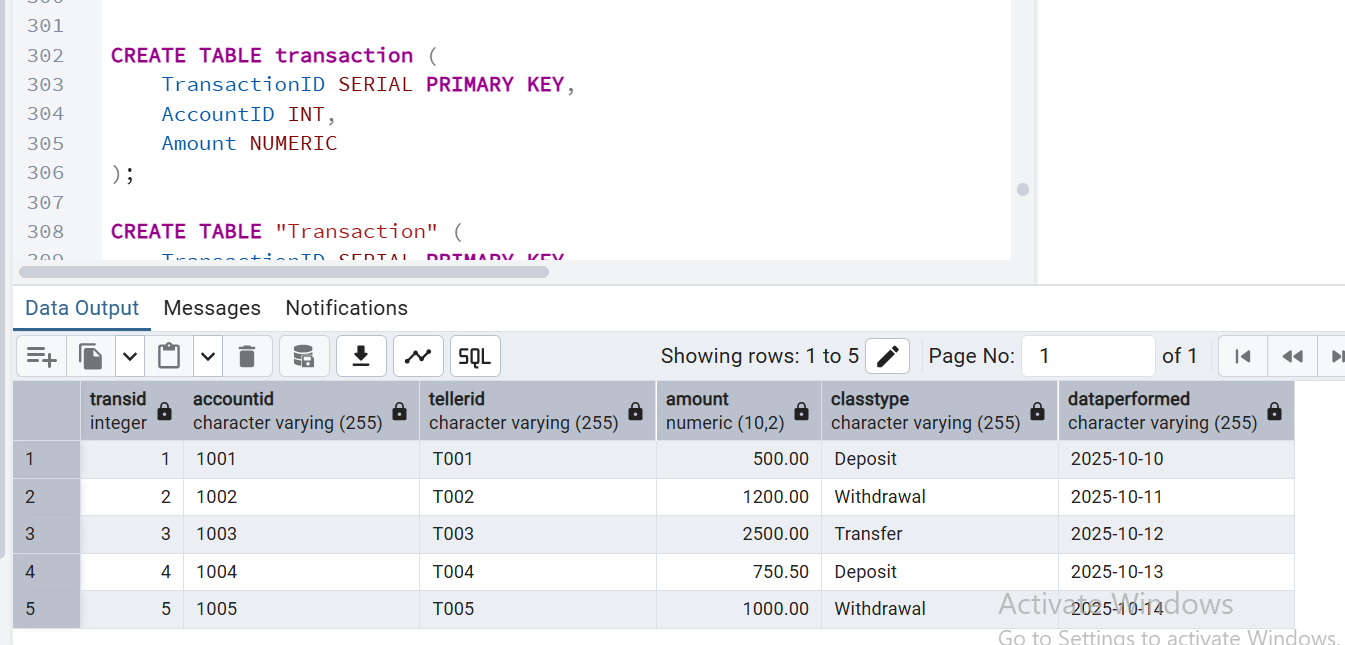 300
301
302 CREATE TABLE transaction (
303 TransactionID SERIAL PRIMARY KEY,
304 AccountID INT,
305 Amount NUMERIC
306 );
307
308 CREATE TABLE "Transaction" (
309 TransactionID SERIAL PRIMARY KEY
Data Output Messages Notifications
SQL Showing rows: 1 to 5 Page No: 1 of 1
transid accountid tellerid amount classtype dataperformed
integer character varying (255) character varying (255) numeric (10,2) character varying (255) character varying (255)
1 1 1001 T001 500.00 Deposit 2025-10-10
2 2 1002 T002 1200.00 Withdrawal 2025-10-11
3 3 1003 T003 2500.00 Transfer 2025-10-12
4 4 1004 T004 750.50 Deposit 2025-10-13
5 5 1005 T005 1000.00 Withdrawal 2025-10-14
Activate Windows
Go to Settings to activate Windows.